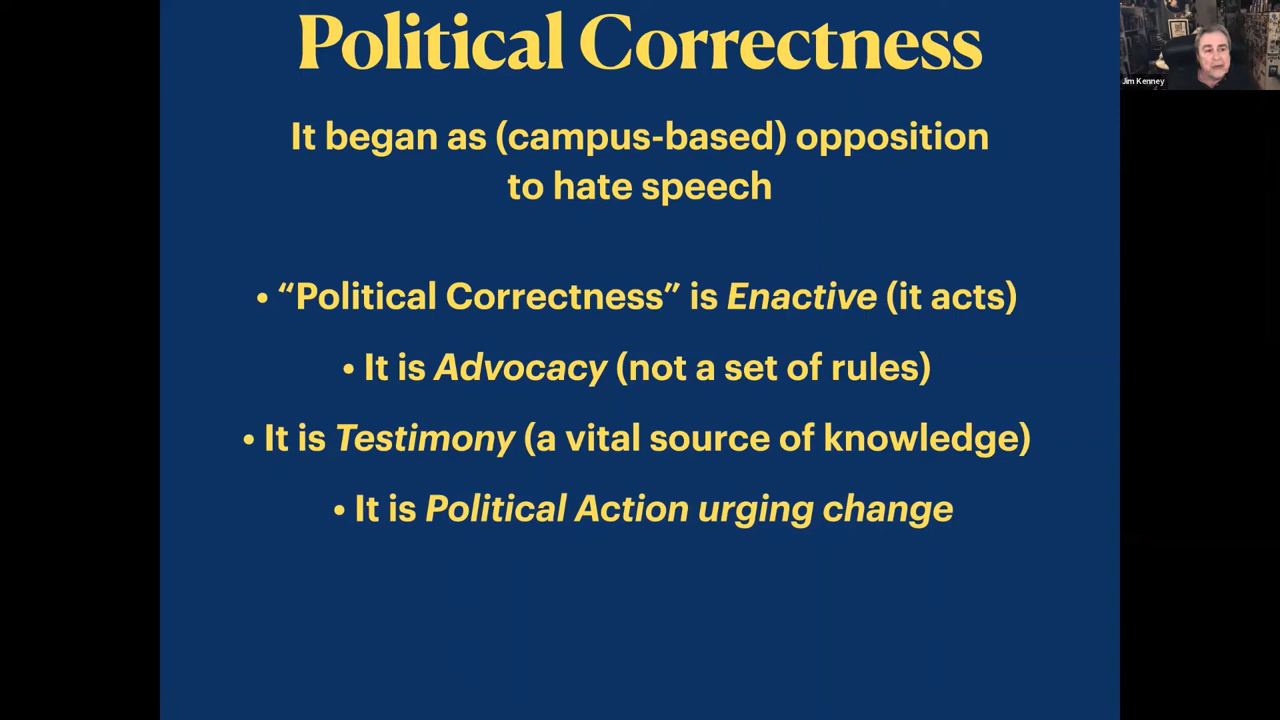 Political Correctness
Jim Kenney
It began as (campus-based) opposition
to hate speech
• “Political Correctness” is Enactive (it acts)
• It is Advocacy (not a set of rules)
• It is Testimony (a vital source of knowledge)
• It is Political Action urging change